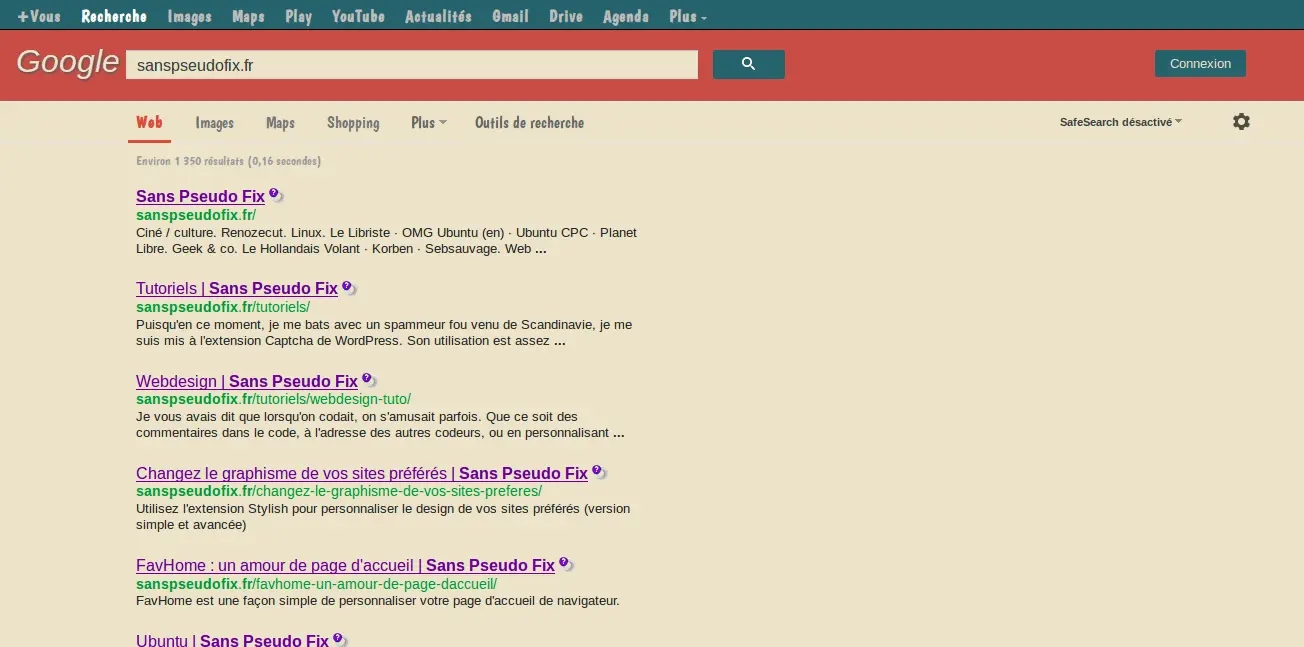 +Vous Recherche Images Maps Play YouTube Actualités Gmail Drive Agenda Plus
Google sanspseudofix.fr Connexion
Web Images Maps Shopping Plus Outils de recherche SafeSearch désactivé
Environ 1 350 résultats (0,16 secondes)
Sans Pseudo Fix
sanspseudofix.fr/
Ciné / culture. Renozecut. Linux. Le Libriste · OMG Ubuntu (en) · Ubuntu CPC · Planet
Libre. Geek & co. Le Hollandais Volant · Korben · Sebsauvage. Web ...
Tutoriels | Sans Pseudo Fix
sanspseudofix.fr/tutoriels/
Puisqu'en ce moment, je me bats avec un spammeur fou venu de Scandinavie, je me
suis mis à l'extension Captcha de WordPress. Son utilisation est assez ...
Webdesign | Sans Pseudo Fix
sanspseudofix.fr/tutoriels/webdesign-tuto/
Je vous avais dit que lorsqu'on codait, on s'amusait parfois. Que ce soit des
commentaires dans le code, à l'adresse des autres codeurs, ou en personnalisant ...
Changez le graphisme de vos sites préférés | Sans Pseudo Fix
sanspseudofix.fr/changez-le-graphisme-de-vos-sites-preferes/
Utilisez l'extension Stylish pour personnaliser le design de vos sites préférés (version
simple et avancée)
FavHome : un amour de page d'accueil | Sans Pseudo Fix
sanspseudofix.fr/favhome-un-amour-de-page-daccueil/
FavHome est une façon simple de personnaliser votre page d'accueil de navigateur.
Ubuntu | Sans Pseudo Fix